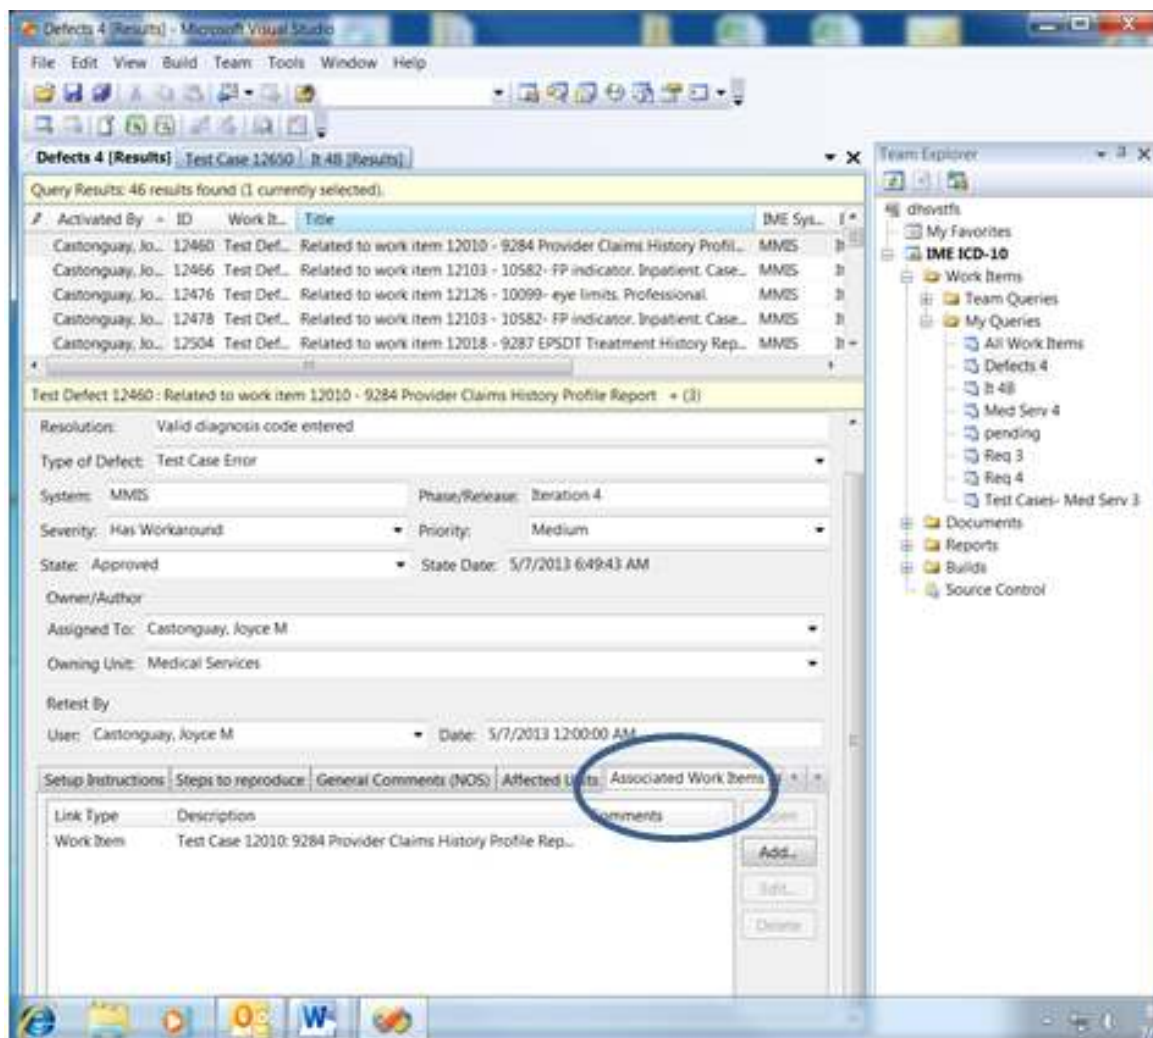 Defects 4 [Results] - Microsoft Visual Studio
File Edit View Build Team Tools Window Help
Defects 4 [Results] Test Case 12650 It 4B [Results]
Query Results: 46 results found (1 currently selected).
Activated By ID Work It... Title IME Sys...
Castonguay, Jo... 12460 Test Def... Related to work item 12010 - 9284 Provider Claims History Profil... MMIS
Castonguay, Jo... 12466 Test Def... Related to work item 12103 - 10582- FP indicator. Inpatient. Case... MMIS
Castonguay, Jo... 12476 Test Def... Related to work item 12126 - 10099- eye limits. Professional. MMIS
Castonguay, Jo... 12478 Test Def... Related to work item 12103 - 10582- FP indicator. Inpatient. Case... MMIS
Castonguay, Jo... 12504 Test Def... Related to work item 12018 - 9287 EPSDT Treatment History Rep... MMIS
Test Defect 12460 : Related to work item 12010 - 9284 Provider Claims History Profile Report + (3)
Resolution: Valid diagnosis code entered
Type of Defect: Test Case Error
System: MMIS Phase/Release: Iteration 4
Severity: Has Workaround Priority: Medium
State: Approved State Date: 5/7/2013 6:49:43 AM
Owner/Author
Assigned To: Castonguay, Joyce M
Owning Unit: Medical Services
Retest By
User: Castonguay, Joyce M Date: 5/7/2013 12:00:00 AM
Setup Instructions Steps to reproduce General Comments (NOS) Affected Units Associated Work Items
Link Type Description Comments Open
Work Item Test Case 12010: 9284 Provider Claims History Profile Rep...
Add...
Edit...
Delete
Team Explorer
dhsvstfs
My Favorites
IME ICD-10
Work Items
Team Queries
My Queries
All Work Items
Defects 4
It 4B
Med Serv 4
pending
Req 3
Req 4
Test Cases- Med Serv 3
Documents
Reports
Builds
Source Control